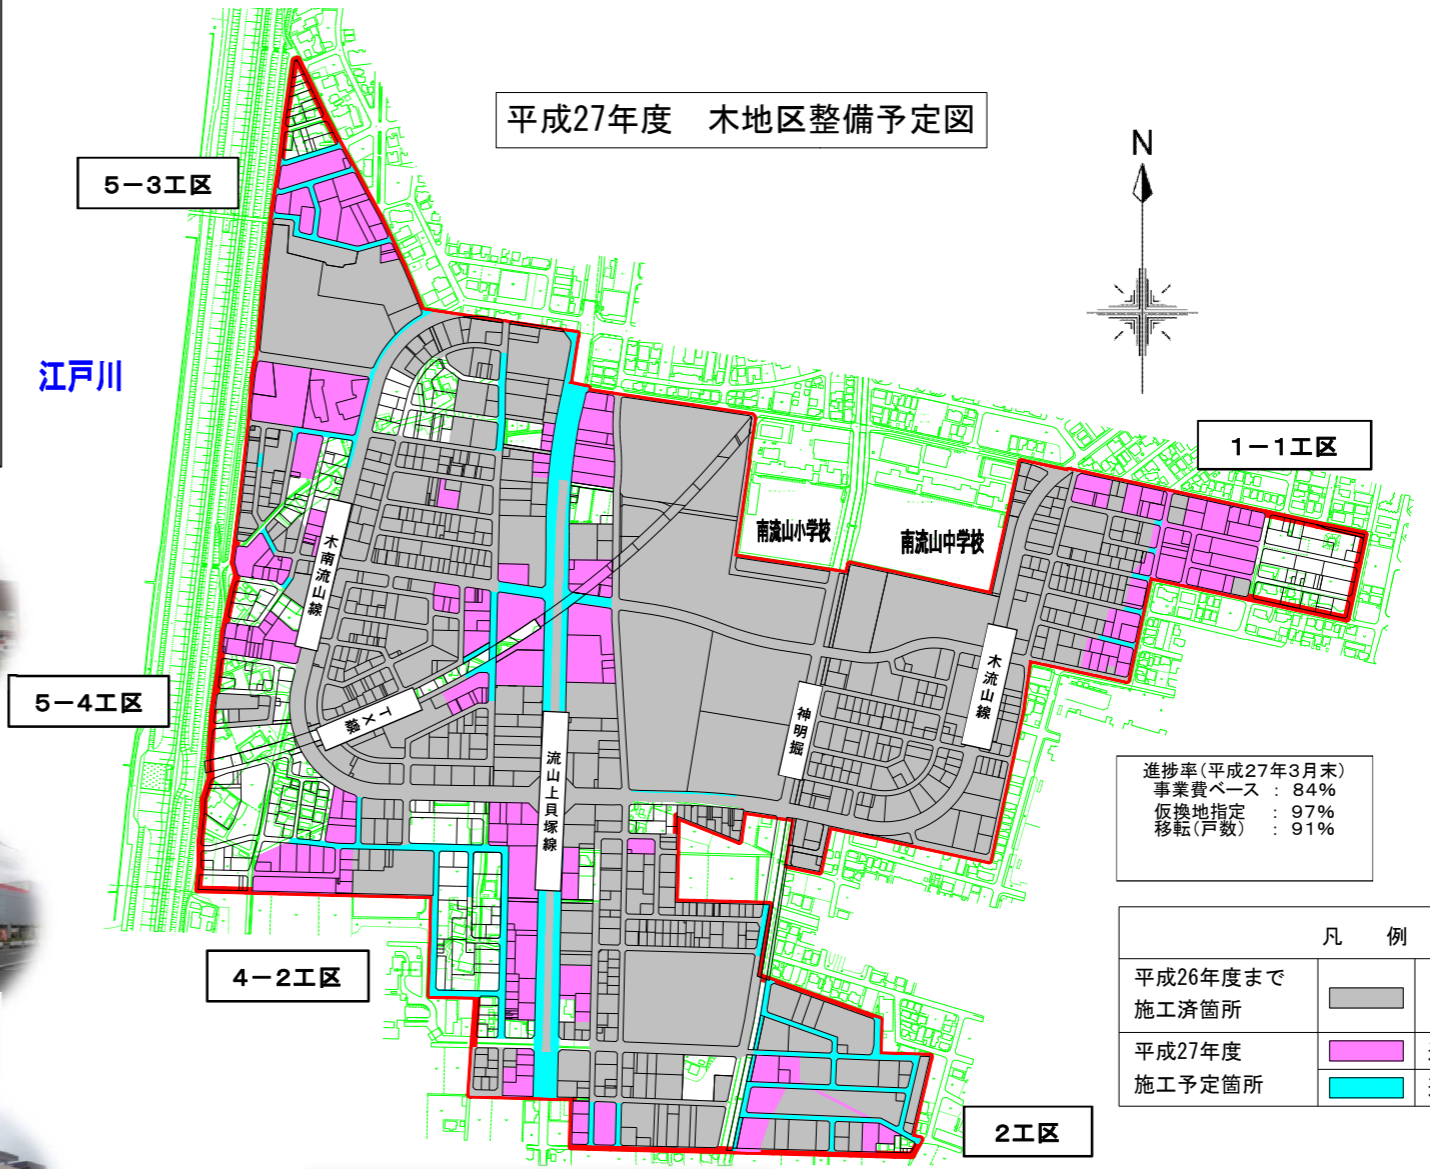 平成27年度　木地区整備予定図
N
5－3工区
江戸川
1－1工区
南流山小学校
南流山中学校
木南流山線
木流山線
5－4工区
TX線
神明掘
流山上貝塚線
進捗率(平成27年3月末)
事業費ベース ： 84%
仮換地指定 ： 97%
移転(戸数) ： 91%
凡　例
平成26年度まで
施工済箇所
平成27年度
施工予定箇所
4－2工区
2工区